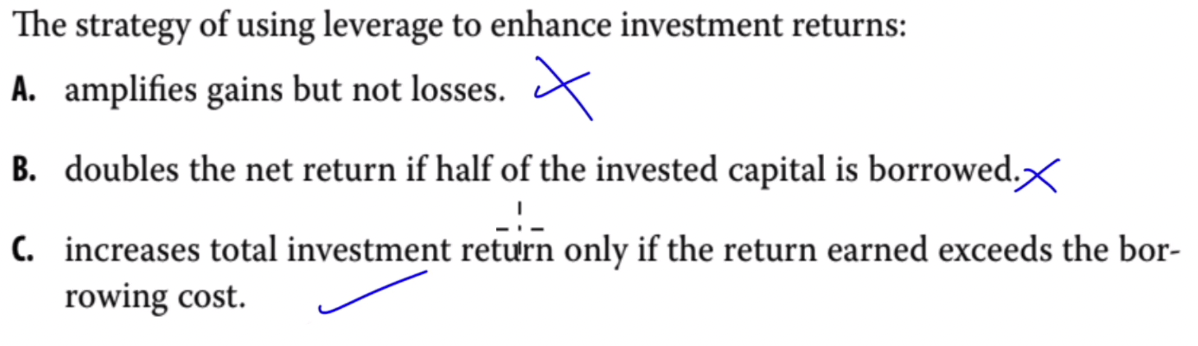 The strategy of using leverage to enhance investment returns:
A. amplifies gains but not losses.
B. doubles the net return if half of the invested capital is borrowed.
C. increases total investment return only if the return earned exceeds the bor-
rowing cost.